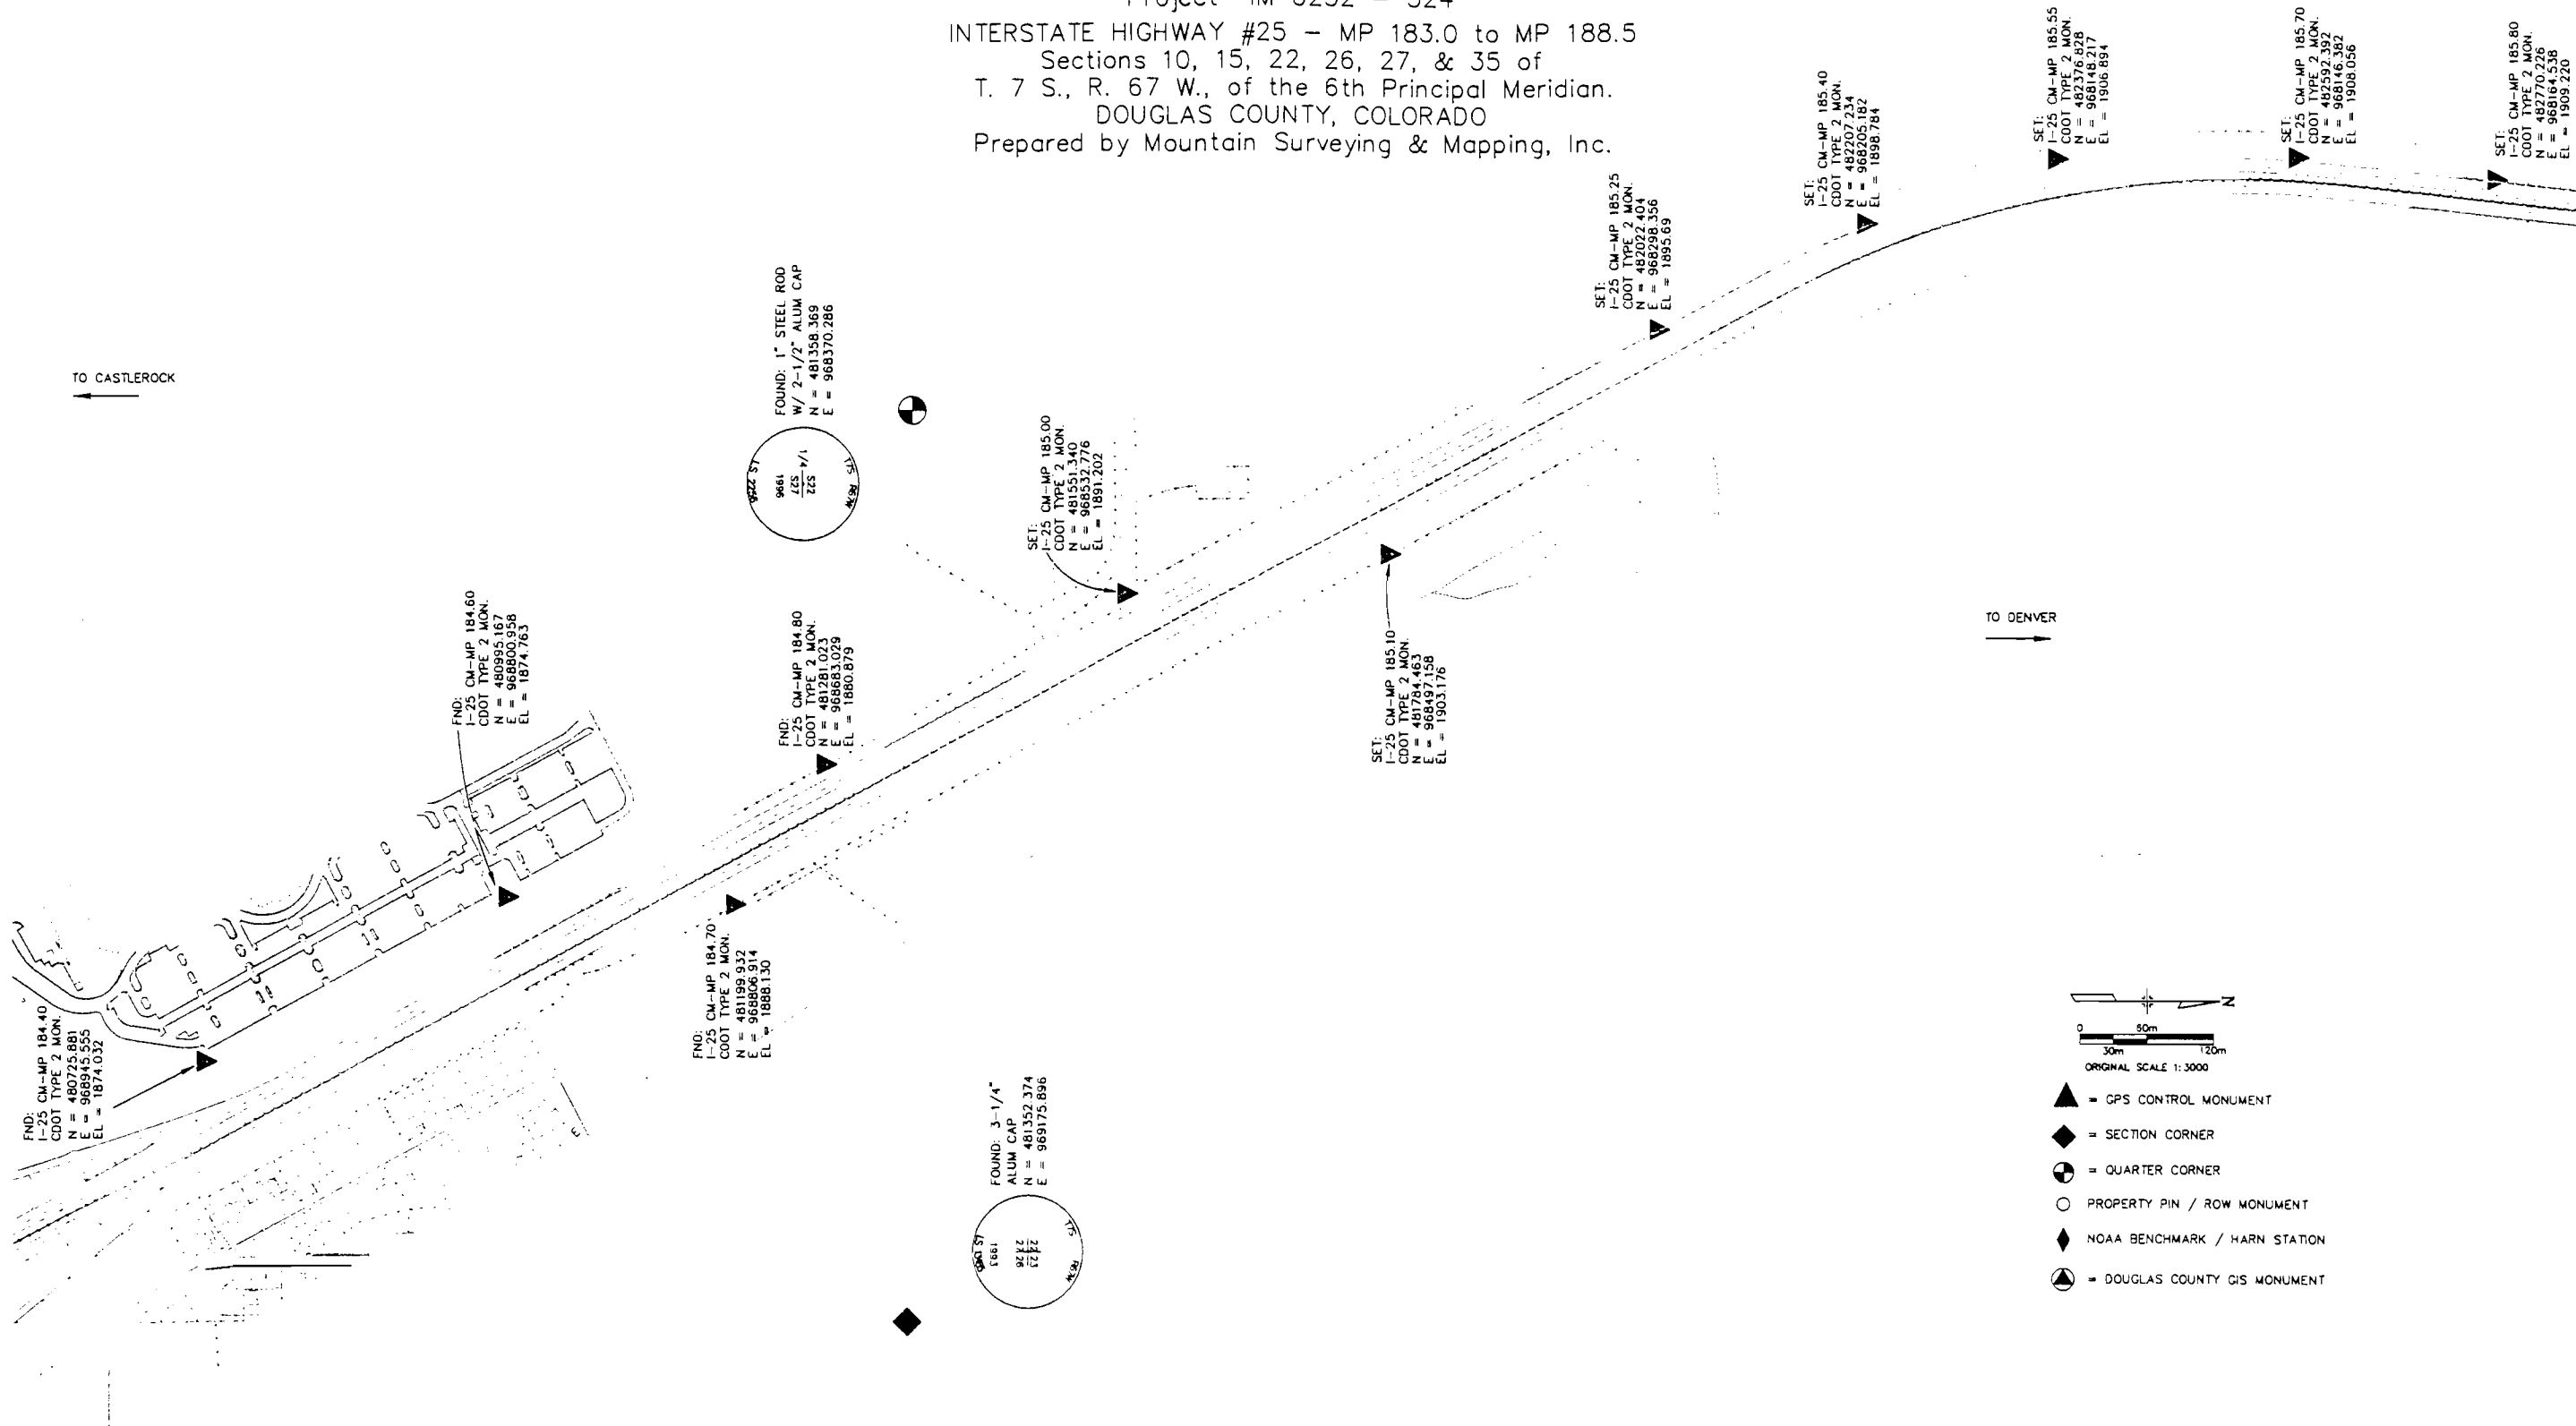 INTERSTATE HIGHWAY #25 – MP 183.0 to MP 188.5
Sections 10, 15, 22, 26, 27, & 35 of
T. 7 S., R. 67 W., of the 6th Principal Meridian.
DOUGLAS COUNTY, COLORADO
Prepared by Mountain Surveying & Mapping, Inc.
TO CASTLEROCK
FND:
I-25 CM-MP 184.40
CDOT TYPE 2 MON.
N = 480725.881
E = 968945.555
EL = 1874.032
FND:
I-25 CM-MP 184.60
CDOT TYPE 2 MON.
N = 480995.167
E = 968800.958
EL = 1874.763
FND:
I-25 CM-MP 184.70
CDOT TYPE 2 MON.
N = 481199.932
E = 968806.914
EL = 1888.130
FND:
I-25 CM-MP 184.80
CDOT TYPE 2 MON.
N = 481281.023
E = 968683.029
EL = 1880.879
FOUND: 1" STEEL ROD
W/ 2-1/2" ALUM CAP
N = 481358.369
E = 968370.286
T7S R67W
1/4 S22
S27
1996
FOUND: 3-1/4"
ALUM CAP
N = 481352.374
E = 969175.896
T7S R67W
1993
SET:
I-25 CM-MP 185.00
CDOT TYPE 2 MON.
N = 481551.340
E = 968532.776
EL = 1891.202
SET:
I-25 CM-MP 185.10
CDOT TYPE 2 MON.
N = 481784.463
E = 968497.158
EL = 1903.176
SET:
I-25 CM-MP 185.25
CDOT TYPE 2 MON.
N = 482022.404
E = 968298.356
EL = 1895.69
SET:
I-25 CM-MP 185.40
CDOT TYPE 2 MON.
N = 482207.234
E = 968205.182
EL = 1898.784
SET:
I-25 CM-MP 185.55
CDOT TYPE 2 MON.
N = 482376.828
E = 968148.217
EL = 1906.894
SET:
I-25 CM-MP 185.70
CDOT TYPE 2 MON.
N = 482592.392
E = 968146.382
EL = 1908.056
SET:
I-25 CM-MP 185.80
CDOT TYPE 2 MON.
N = 482770.226
E = 968164.538
EL = 1909.220
TO DENVER
N
0 60m
30m 120m
ORIGINAL SCALE 1:3000
= GPS CONTROL MONUMENT
= SECTION CORNER
= QUARTER CORNER
PROPERTY PIN / ROW MONUMENT
NOAA BENCHMARK / HARN STATION
= DOUGLAS COUNTY GIS MONUMENT